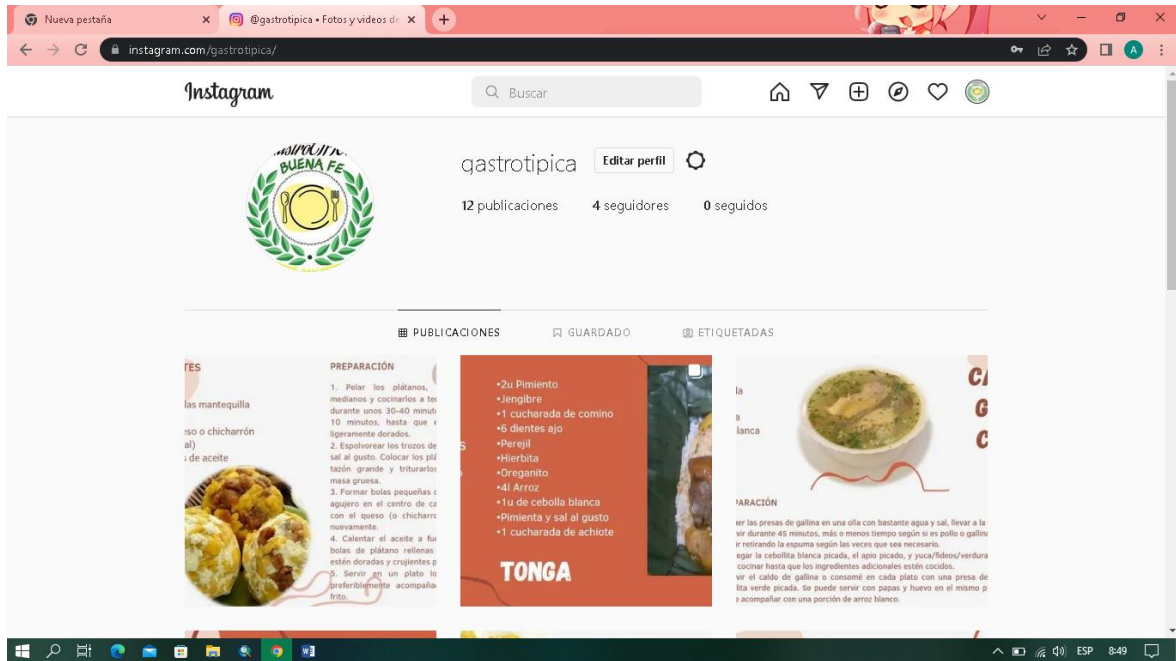 Nueva pestaña
@gastrotipica • Fotos y videos de
instagram.com/gastrotipica/
A
Instagram
Buscar
BUENA FE
gastrotipica
Editar perfil
12 publicaciones 4 seguidores 0 seguidos
PUBLICACIONES
GUARDADO
ETIQUETADAS
TES
las mantequilla
eso o chicharrón
al)
de aceite
PREPARACIÓN
1. Pelar los plátanos,
medianos y cocinarlos a
durante unos 30-40
10 minutos, hasta que
ligeramente dorados.
2. Espolvorear los trozos de
sal al gusto. Colocar los
tazón grande y triturarlos
masa gruesa.
3. Formar bolas pequeñas
agujero en el centro de
con el queso (o
nuevamente.
4. Calentar el aceite a
bolas de plátano rellenas
estén doradas y crujientes
5. Servir en un plato
preferiblemente
frito.
•2u Pimiento
•Jengibre
•1 cucharada de comino
•6 dientes ajo
•Perejil
•Hierbita
•Oreganito
•4l Arroz
•1u de cebolla blanca
•Pimienta y sal al gusto
•1 cucharada de achiote
TONGA
la
a
lanca
CA
G
C
PARACIÓN
er las presas de gallina en una olla con bastante agua y sal, llevar a la
vir durante 45 minutos, más o menos tiempo según si es pollo o gallina
ir retirando la espuma según las veces que sea necesario.
egar la cebollita blanca picada, el apio picado, y yuca/fideos/verdura
cocinar hasta que los ingredientes adicionales estén cocidos.
vir el caldo de gallina o consomé en cada plato con una presa de
lita verde picada. Se puede servir con papas y huevo en el mismo p
acompañar con una porción de arroz blanco.
ESP 8:49